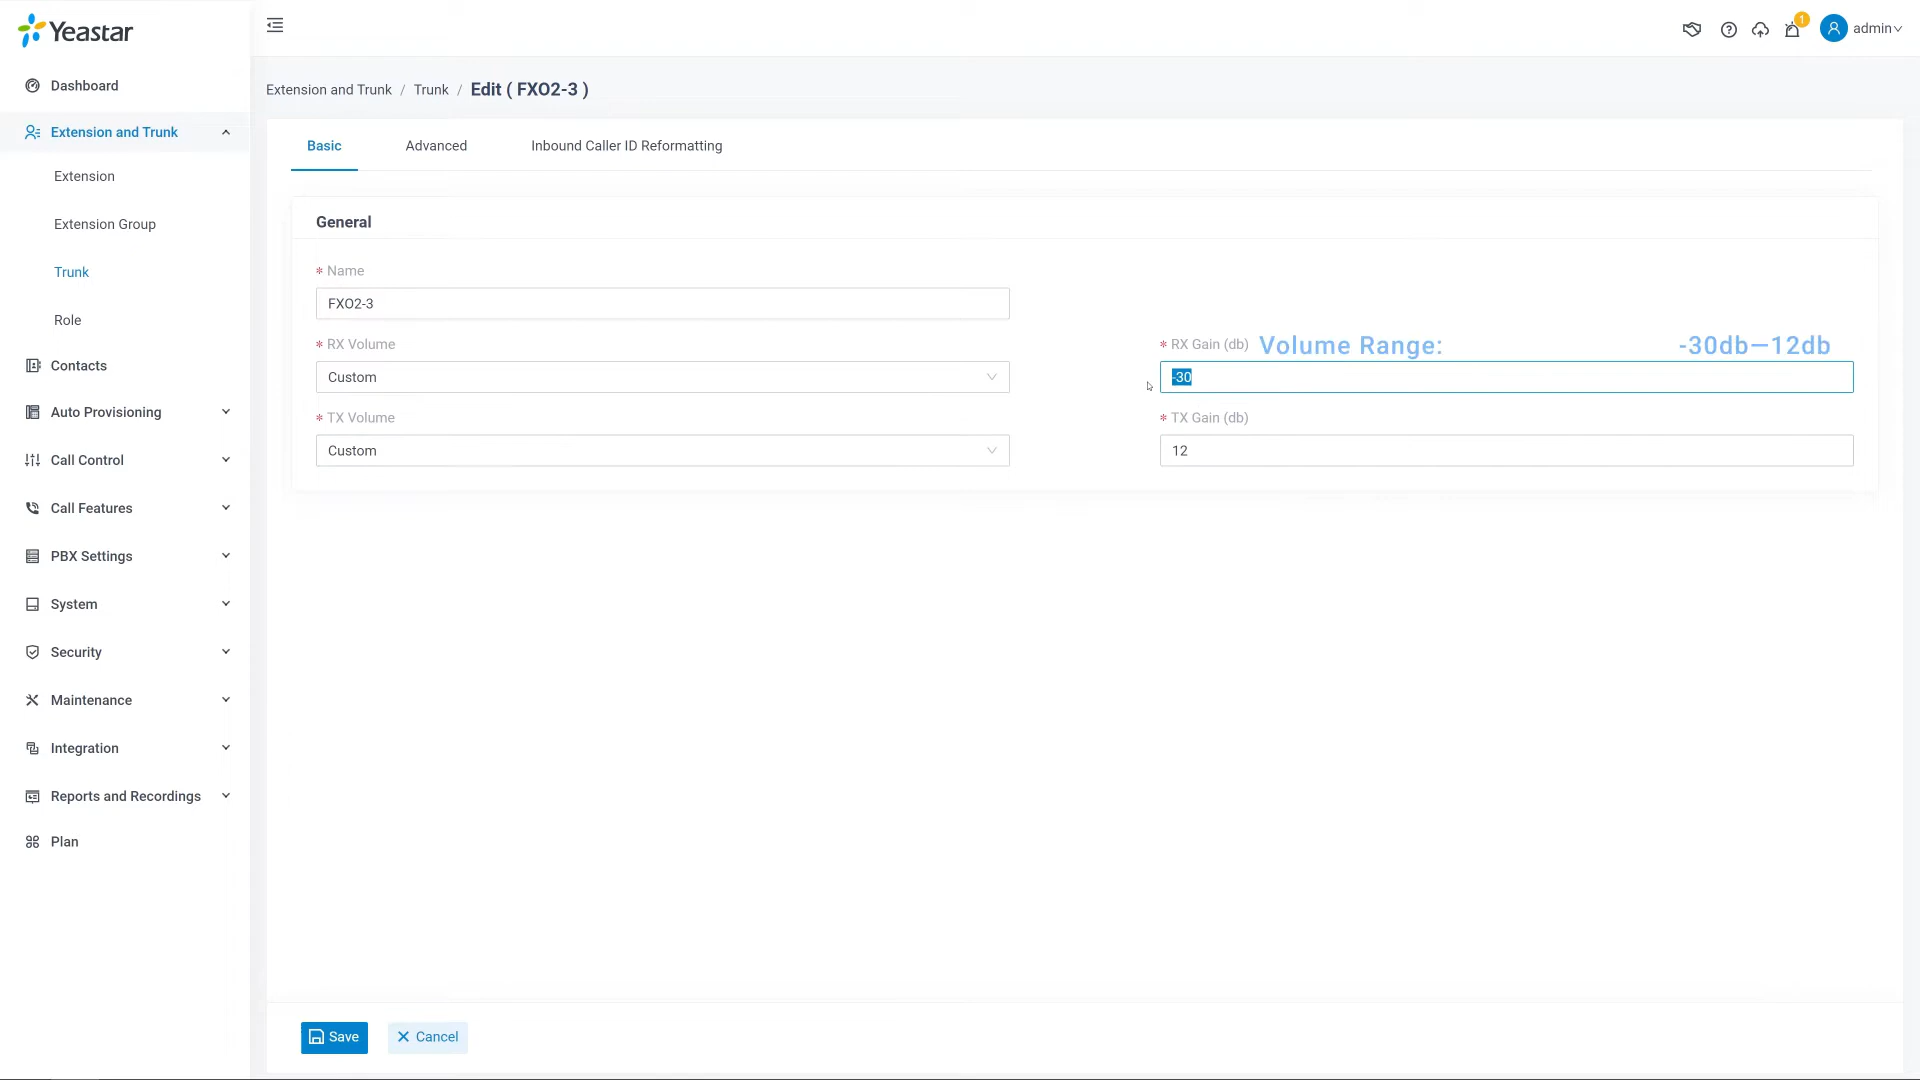 Yeastar
1
admin
Dashboard
Extension and Trunk / Trunk / Edit ( FXO2-3 )
Extension and Trunk
Extension
Extension Group
Trunk
Role
Contacts
Auto Provisioning
Call Control
Call Features
PBX Settings
System
Security
Maintenance
Integration
Reports and Recordings
Plan
Basic
Advanced
Inbound Caller ID Reformatting
General
* Name
FXO2-3
* RX Volume
Custom
* RX Gain (db) Volume Range: -30db—12db
-30
* TX Volume
Custom
* TX Gain (db)
12
Save
Cancel